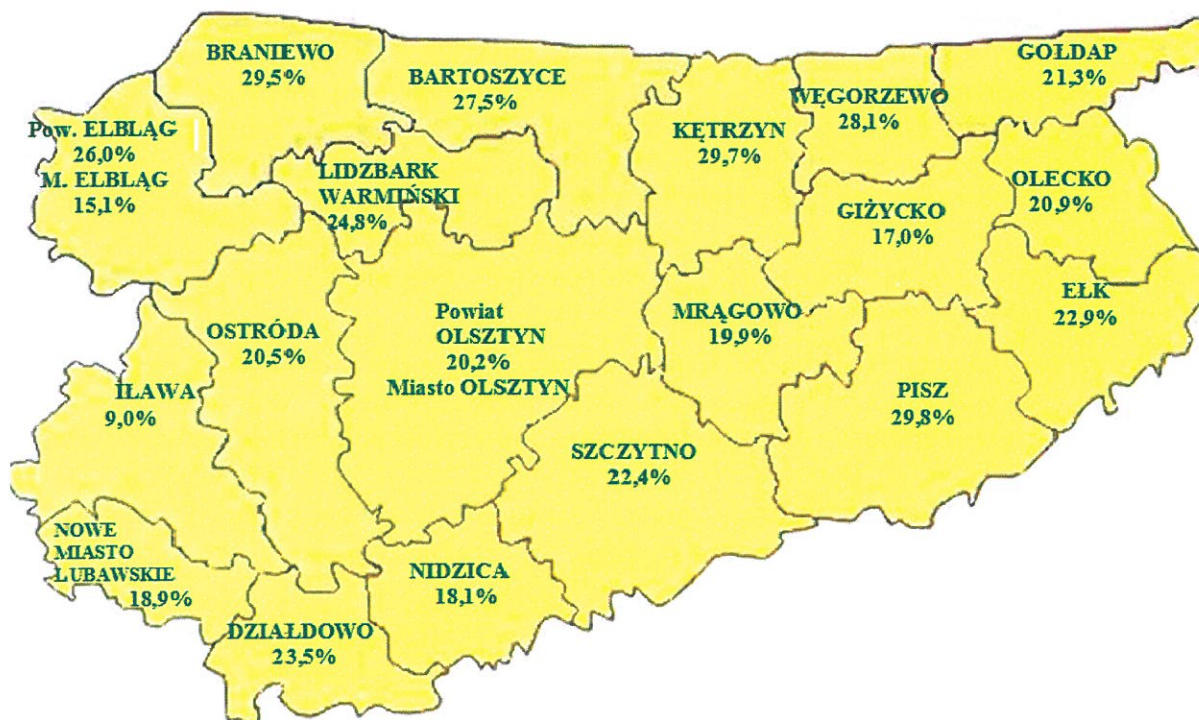 BRANIEWO
29,5%
BARTOSZYCE
27,5%
GOŁDAP
21,3%
WĘGORZEWO
28,1%
KĘTRZYN
29,7%
Pow. ELBLĄG
26,0%
M. ELBLĄG
15,1%
LIDZBARK
WARMIŃSKI
24,8%
OLECKO
20,9%
GIŻYCKO
17,0%
EŁK
22,9%
OSTRÓDA
20,5%
Powiat
OLSZTYN
20,2%
Miasto OLSZTYN
MRĄGOWO
19,9%
IŁAWA
9,0%
PISZ
29,8%
SZCZYTNO
22,4%
NOWE
MIASTO
LUBAWSKIE
18,9%
NIDZICA
18,1%
DZIAŁDOWO
23,5%